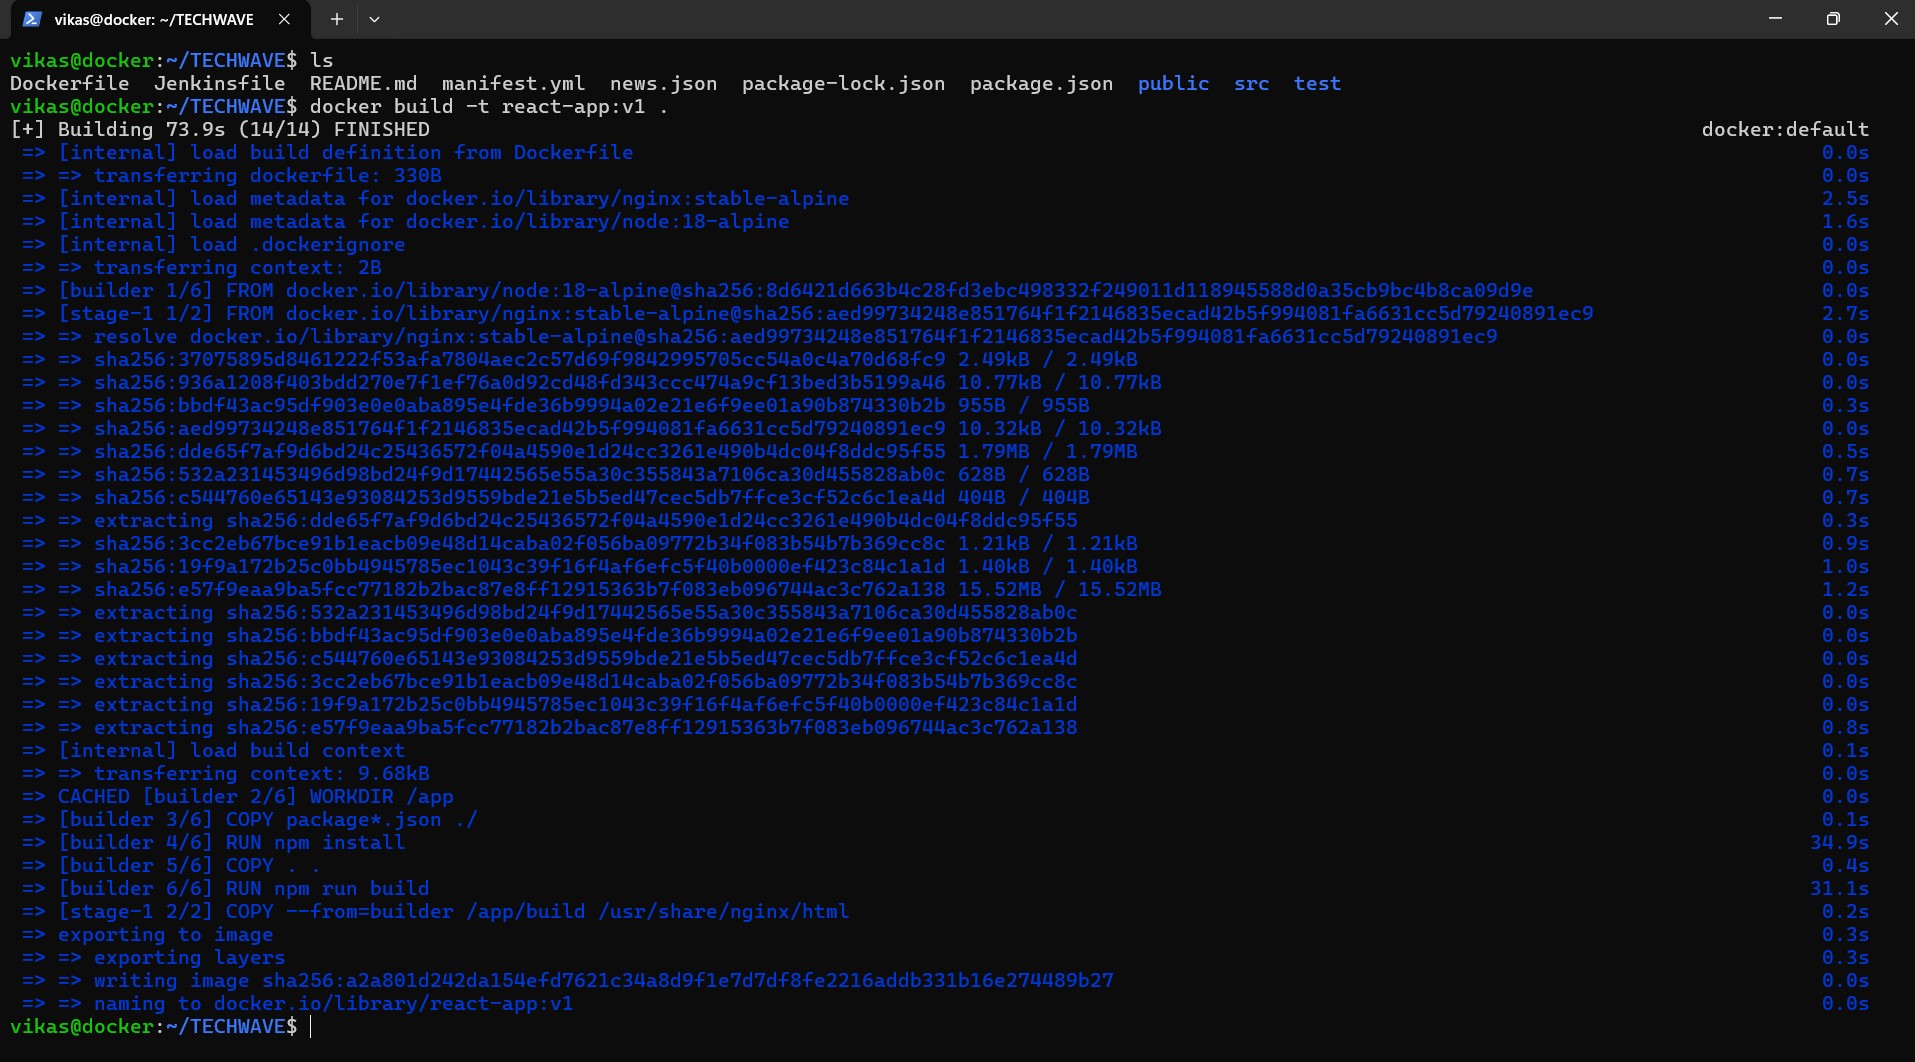 vikas@docker: ~/TECHWAVE
vikas@docker:~/TECHWAVE$ ls
Dockerfile Jenkinsfile README.md manifest.yml news.json package-lock.json package.json public src test
vikas@docker:~/TECHWAVE$ docker build -t react-app:v1 .
[+] Building 73.9s (14/14) FINISHED docker:default
=> [internal] load build definition from Dockerfile 0.0s
=> => transferring dockerfile: 330B 0.0s
=> [internal] load metadata for docker.io/library/nginx:stable-alpine 2.5s
=> [internal] load metadata for docker.io/library/node:18-alpine 1.6s
=> [internal] load .dockerignore 0.0s
=> => transferring context: 2B 0.0s
=> [builder 1/6] FROM docker.io/library/node:18-alpine@sha256:8d6421d663b4c28fd3ebc498332f249011d118945588d0a35cb9bc4b8ca09d9e 0.0s
=> [stage-1 1/2] FROM docker.io/library/nginx:stable-alpine@sha256:aed99734248e851764f1f2146835ecad42b5f994081fa6631cc5d79240891ec9 2.7s
=> => resolve docker.io/library/nginx:stable-alpine@sha256:aed99734248e851764f1f2146835ecad42b5f994081fa6631cc5d79240891ec9 0.0s
=> => sha256:37075895d8461222f53afa7804aec2c57d69f9842995705cc54a0c4a70d68fc9 2.49kB / 2.49kB 0.0s
=> => sha256:936a1208f403bdd270e7f1ef76a0d92cd48fd343ccc474a9cf13bed3b5199a46 10.77kB / 10.77kB 0.0s
=> => sha256:bbdf43ac95df903e0e0aba895e4fde36b9994a02e21e6f9ee01a90b874330b2b 955B / 955B 0.3s
=> => sha256:aed99734248e851764f1f2146835ecad42b5f994081fa6631cc5d79240891ec9 10.32kB / 10.32kB 0.0s
=> => sha256:dde65f7af9d6bd24c25436572f04a4590e1d24cc3261e490b4dc04f8ddc95f55 1.79MB / 1.79MB 0.5s
=> => sha256:532a231453496d98bd24f9d17442565e55a30c355843a7106ca30d455828ab0c 628B / 628B 0.7s
=> => sha256:c544760e65143e93084253d9559bde21e5b5ed47cec5db7ffce3cf52c6c1ea4d 404B / 404B 0.7s
=> => extracting sha256:dde65f7af9d6bd24c25436572f04a4590e1d24cc3261e490b4dc04f8ddc95f55 0.3s
=> => sha256:3cc2eb67bce91b1eacb09e48d14caba02f056ba09772b34f083b54b7b369cc8c 1.21kB / 1.21kB 0.9s
=> => sha256:19f9a172b25c0bb4945785ec1043c39f16f4af6efc5f40b0000ef423c84c1a1d 1.40kB / 1.40kB 1.0s
=> => sha256:e57f9eaa9ba5fcc77182b2bac87e8ff12915363b7f083eb096744ac3c762a138 15.52MB / 15.52MB 1.2s
=> => extracting sha256:532a231453496d98bd24f9d17442565e55a30c355843a7106ca30d455828ab0c 0.0s
=> => extracting sha256:bbdf43ac95df903e0e0aba895e4fde36b9994a02e21e6f9ee01a90b874330b2b 0.0s
=> => extracting sha256:c544760e65143e93084253d9559bde21e5b5ed47cec5db7ffce3cf52c6c1ea4d 0.0s
=> => extracting sha256:3cc2eb67bce91b1eacb09e48d14caba02f056ba09772b34f083b54b7b369cc8c 0.0s
=> => extracting sha256:19f9a172b25c0bb4945785ec1043c39f16f4af6efc5f40b0000ef423c84c1a1d 0.0s
=> => extracting sha256:e57f9eaa9ba5fcc77182b2bac87e8ff12915363b7f083eb096744ac3c762a138 0.8s
=> [internal] load build context 0.1s
=> => transferring context: 9.68kB 0.0s
=> CACHED [builder 2/6] WORKDIR /app 0.0s
=> [builder 3/6] COPY package*.json ./ 0.1s
=> [builder 4/6] RUN npm install 34.9s
=> [builder 5/6] COPY . . 0.4s
=> [builder 6/6] RUN npm run build 31.1s
=> [stage-1 2/2] COPY --from=builder /app/build /usr/share/nginx/html 0.2s
=> exporting to image 0.3s
=> => exporting layers 0.3s
=> => writing image sha256:a2a801d242da154efd7621c34a8d9f1e7d7df8fe2216addb331b16e274489b27 0.0s
=> => naming to docker.io/library/react-app:v1 0.0s
vikas@docker:~/TECHWAVE$